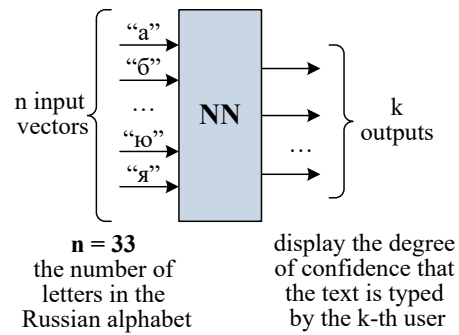 “а”
“б”
…
“ю”
“я”
n input
vectors
NN
…
k
outputs
n = 33
the number of
letters in the
Russian alphabet
display the degree
of confidence that
the text is typed
by the k-th user